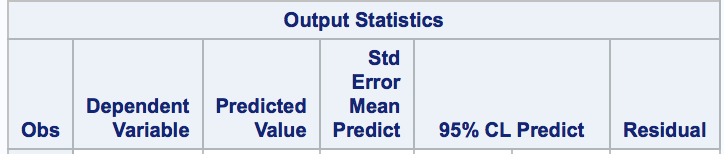 Output Statistics
Obs
Dependent
Variable
Predicted
Value
Std
Error
Mean
Predict
95% CL Predict
Residual